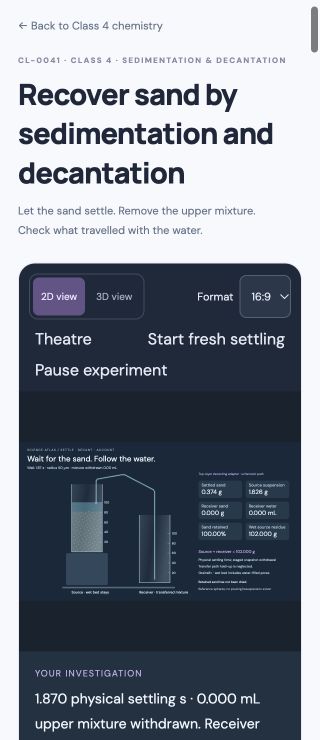 ← Back to Class 4 chemistry
CL-0041 · CLASS 4 · SEDIMENTATION & DECANTATION
Recover sand by
sedimentation and
decantation
Let the sand settle. Remove the upper mixture.
Check what travelled with the water.
2D view
3D view
Format
16:9
Theatre
Start fresh settling
Pause experiment
Wait for the sand. Follow the water.
Settled sand
0.374 g
Source suspension
1.626 g
Receiver sand
0.000 g
Receiver water
0.000 mL
Sand retained
100.00%
Wet source residue
102.000 g
Source + receiver = 102.000 g
Source · wet bed stays
Receiver · transferred mixture
YOUR INVESTIGATION
1.870 physical settling s · 0.000 mL
upper mixture withdrawn. Receiver